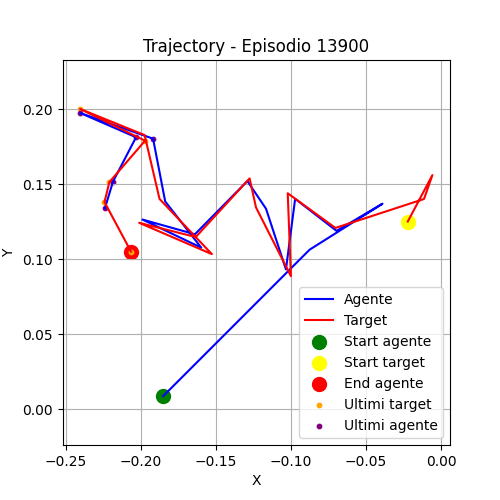 Trajectory - Episodio 13900
Y
0.20
0.15
0.10
0.05
0.00
−0.25 −0.20 −0.15 −0.10 −0.05 0.00
X
Agente
Target
Start agente
Start target
End agente
Ultimi target
Ultimi agente